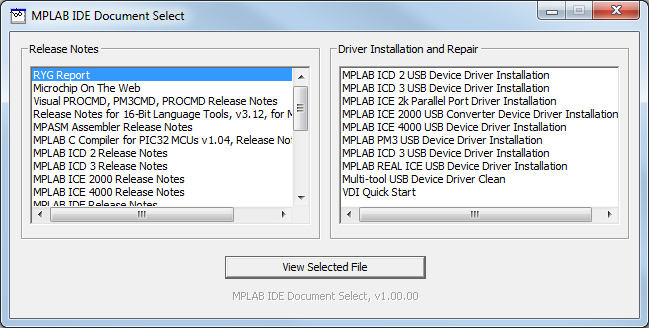 MPLAB IDE Document Select
Release Notes
RYG Report
Microchip On The Web
Visual PROCMD, PM3CMD, PROCMD Release Notes
Release Notes for 16-Bit Language Tools, v3.12, for M
MPASM Assembler Release Notes
MPLAB C Compiler for PIC32 MCUs v1.04, Release No
MPLAB ICD 2 Release Notes
MPLAB ICD 3 Release Notes
MPLAB ICE 2000 Release Notes
MPLAB ICE 4000 Release Notes
MPLAB IDE Release Notes
Driver Installation and Repair
MPLAB ICD 2 USB Device Driver Installation
MPLAB ICD 3 USB Device Driver Installation
MPLAB ICE 2k Parallel Port Driver Installation
MPLAB ICE 2000 USB Converter Device Driver Installation
MPLAB ICE 4000 USB Device Driver Installation
MPLAB PM3 USB Device Driver Installation
MPLAB ICD 3 USB Device Driver Installation
MPLAB REAL ICE USB Device Driver Installation
Multi-tool USB Device Driver Clean
VDI Quick Start
View Selected File
MPLAB IDE Document Select, v1.00.00